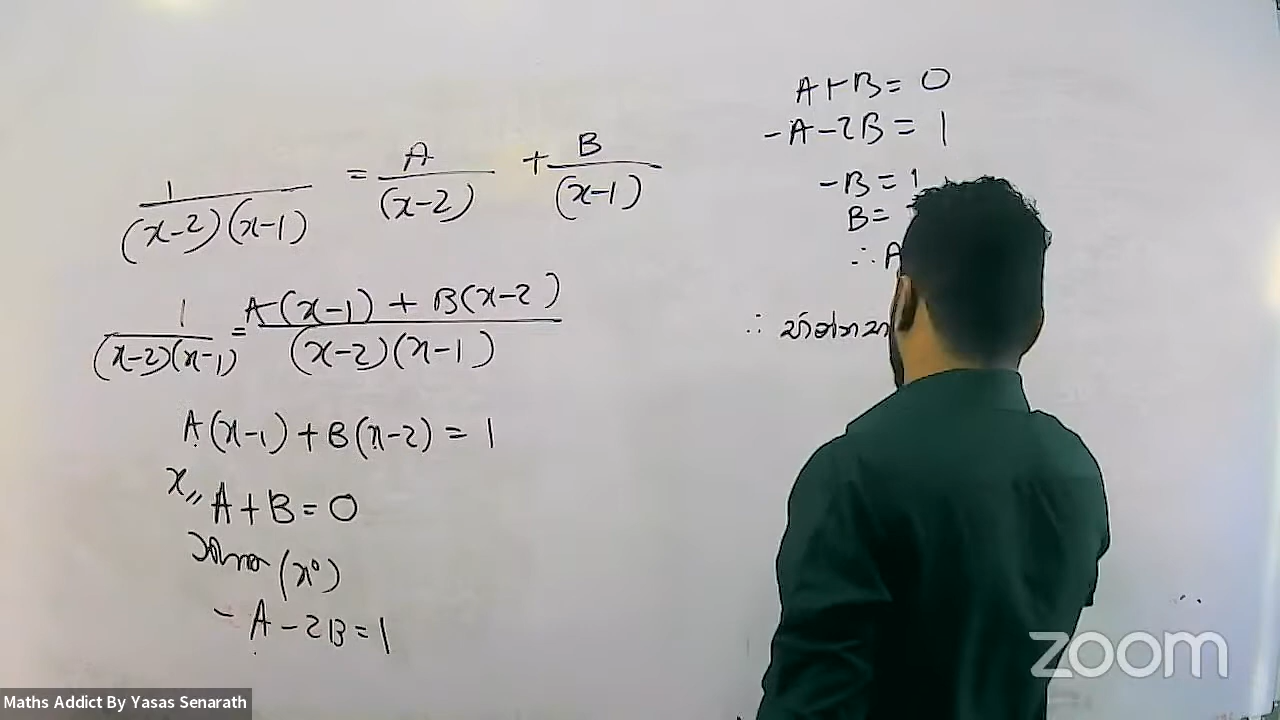 1/((x-2)(x-1)) = A/(x-2) + B/(x-1)
1/((x-2)(x-1)) = (A(x-1) + B(x-2))/((x-2)(x-1))
A(x-1) + B(x-2) = 1
x,, A + B = 0
(x⁰)
- A - 2B = 1
A + B = 0
- A - 2B = 1
- B = 1
B =
∴ A
∴
zoom
Maths Addict By Yasas Senarath